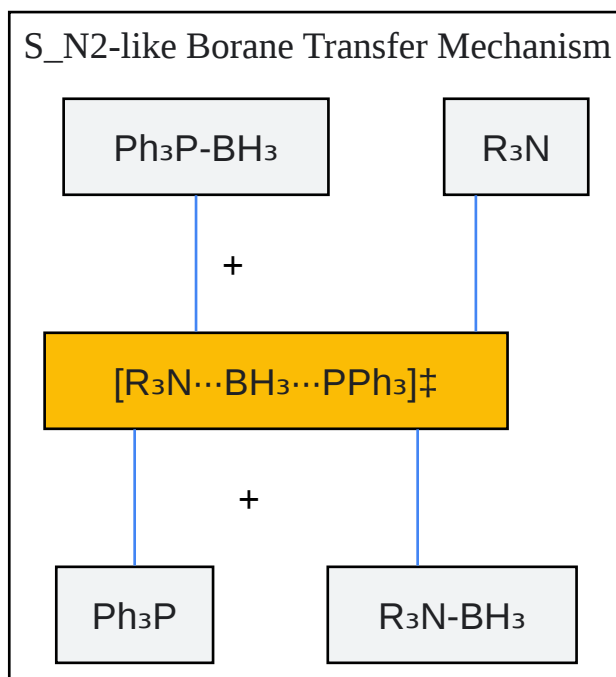 S_N2-like Borane Transfer Mechanism
Ph₃P-BH₃
R₃N
+
[R₃N···BH₃···PPh₃]‡
+
Ph₃P
R₃N-BH₃